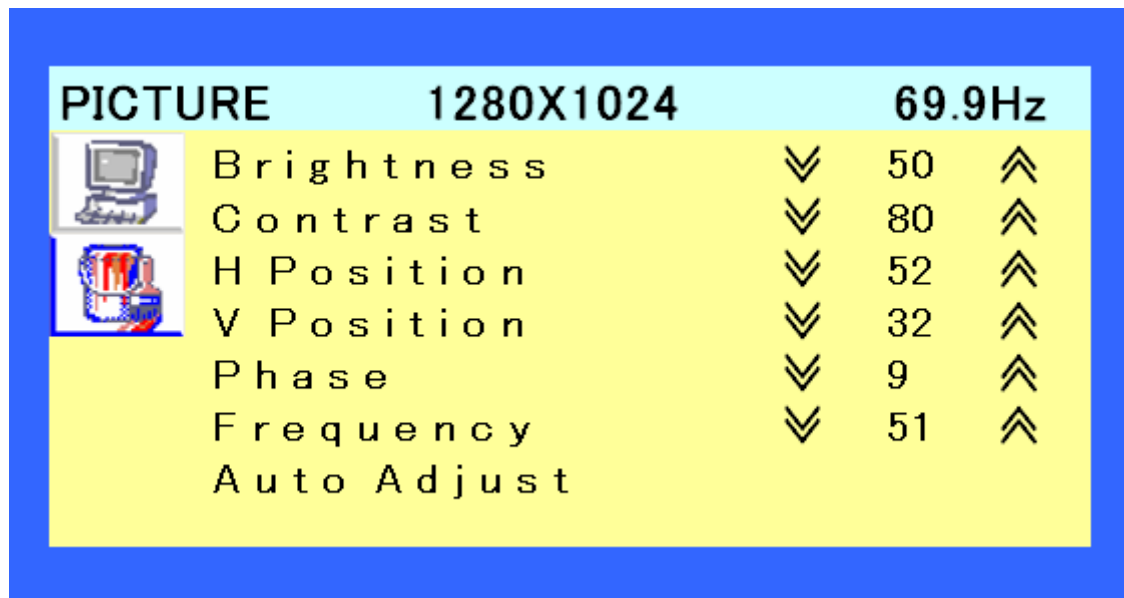 PICTURE 1280X1024 69.9Hz
Brightness 50
Contrast 80
H Position 52
V Position 32
Phase 9
Frequency 51
Auto Adjust